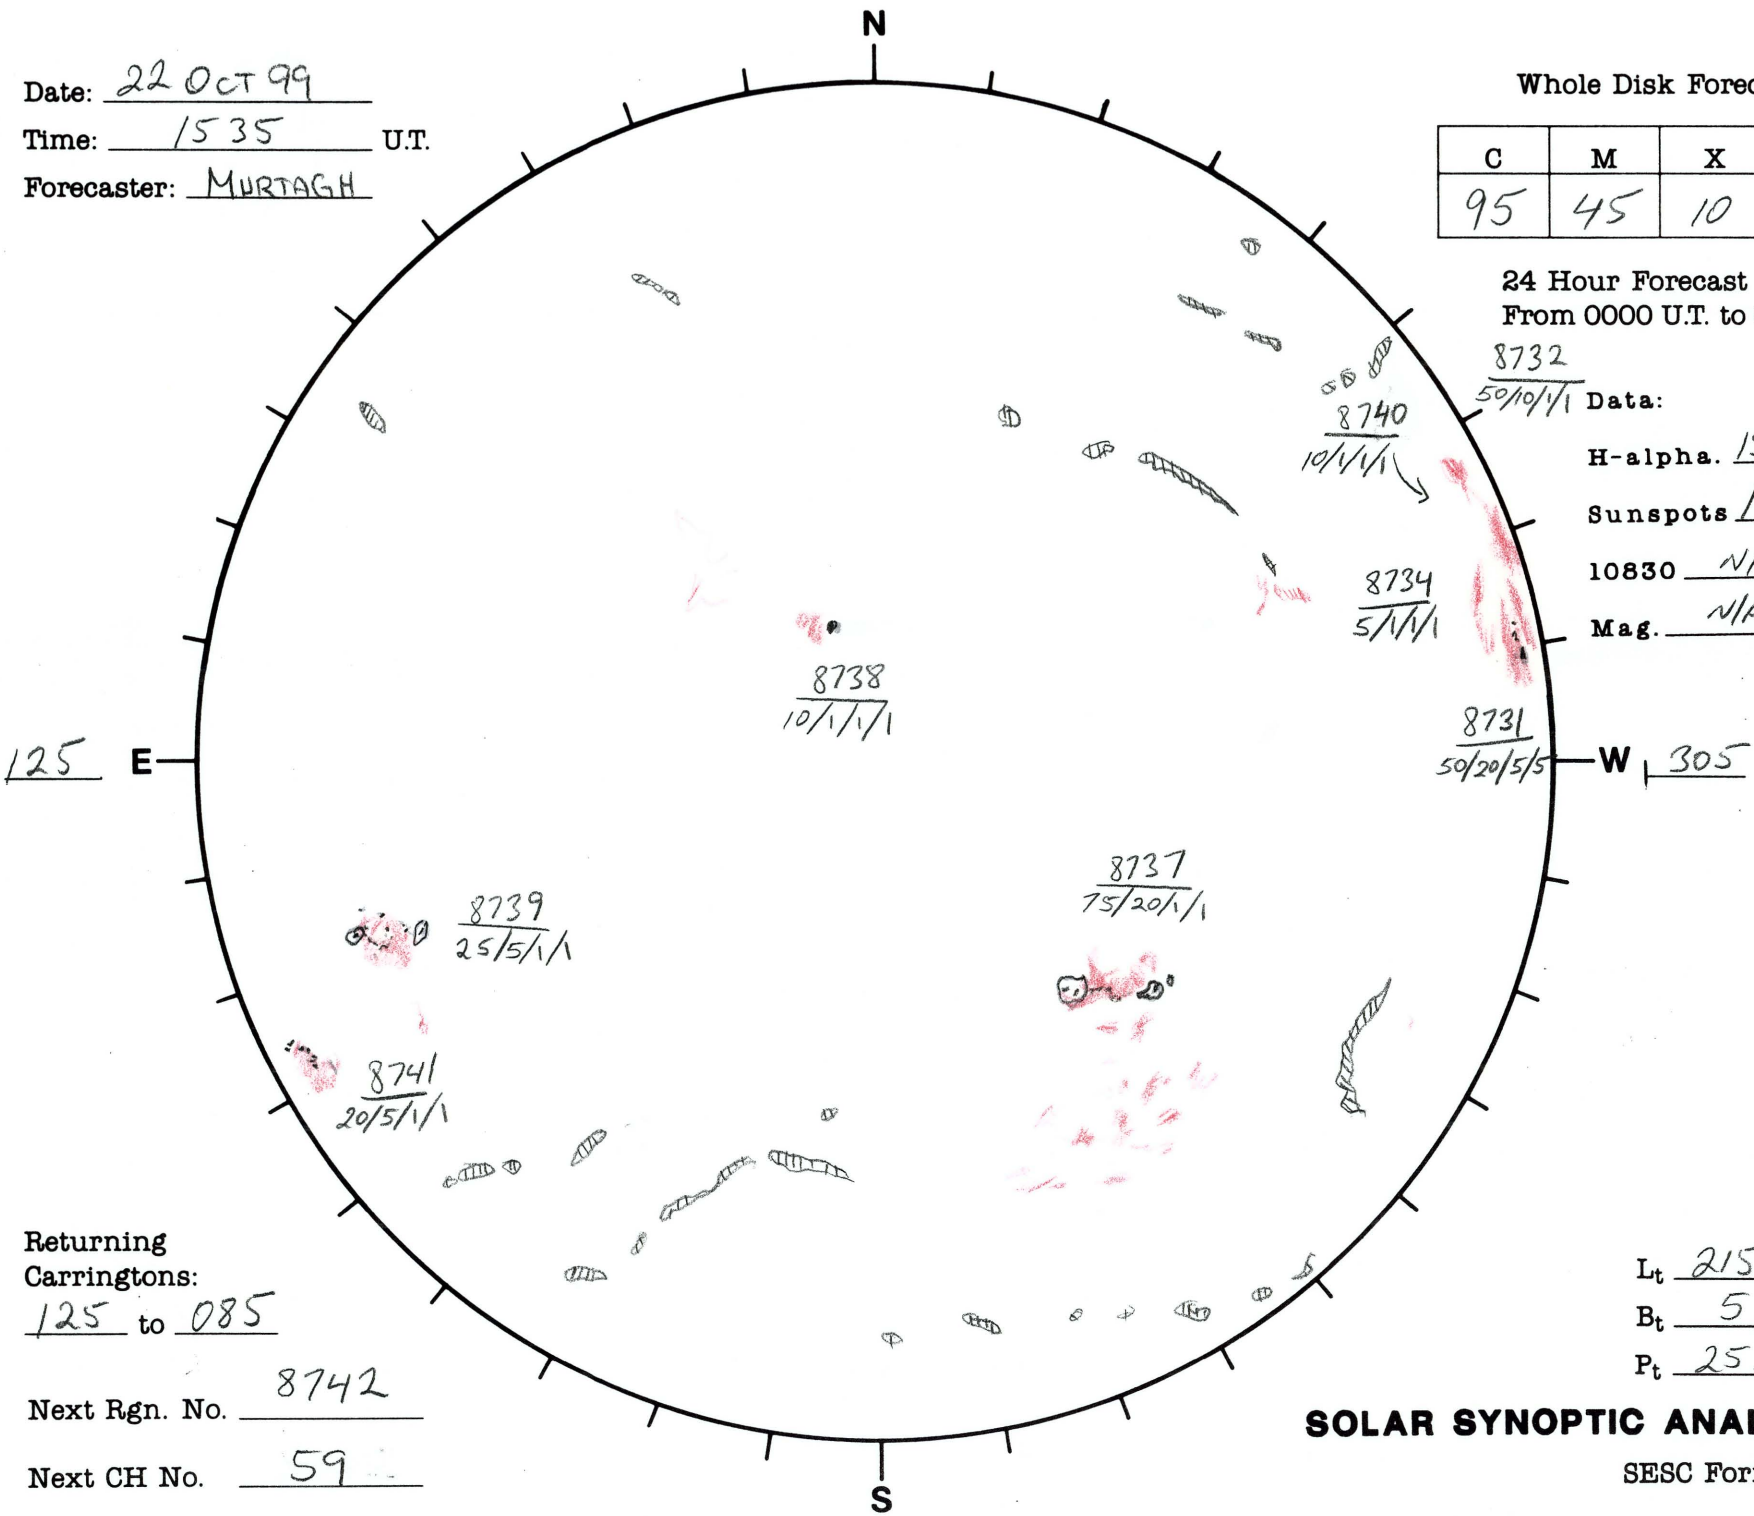 N
Date: 22 OCT 99
Time: 1535 U.T.
Forecaster: MURTAGH
Whole Disk Forec
C M X
95 45 10
24 Hour Forecast
From 0000 U.T. to
8732
50/10/1/1
Data:
8740
10/1/1/1
H-alpha.
Sunspots
10830 N/
8734
5/1/1/1
Mag. N/A
8738
10/1/1/1
8731
50/20/5/5
125 E W 305
8737
75/20/1/1
8739
25/5/1/1
8741
20/5/1/1
Returning
Carringtons:
125 to 085
Lt 215
Bt 5
Pt 25
Next Rgn. No. 8742
SOLAR SYNOPTIC ANA
Next CH No. 59
SESC For
S